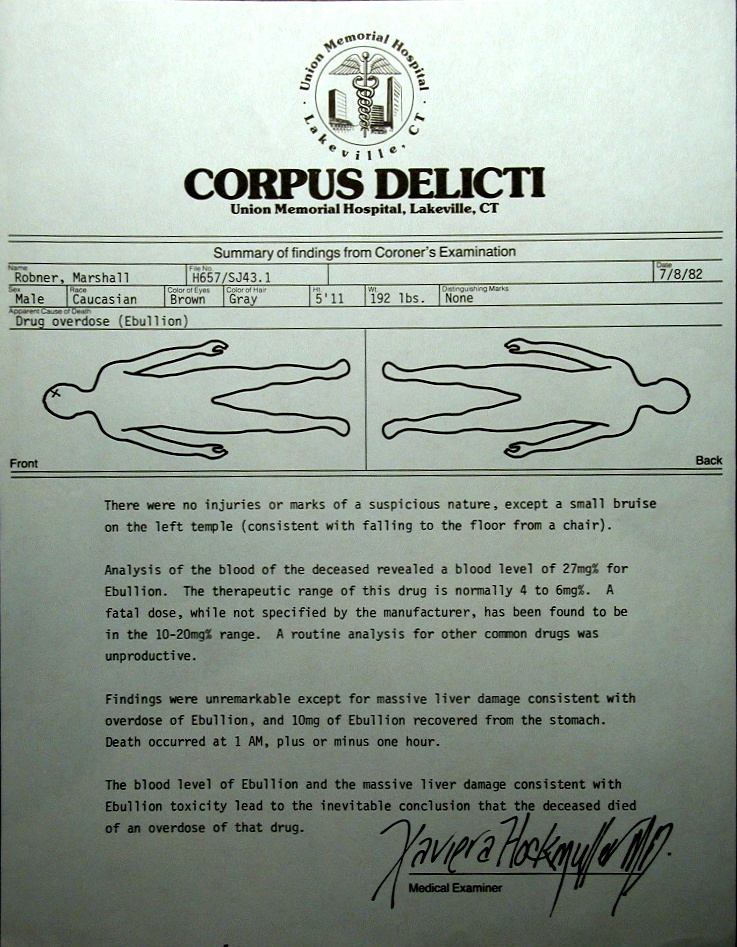 Union Memorial Hospital
Lakeville, CT
CORPUS DELICTI
Union Memorial Hospital, Lakeville, CT
Summary of findings from Coroner's Examination
Name Robner, Marshall File No. H657/SJ43.1 Date 7/8/82
Sex Male Race Caucasian Color of Eyes Brown Color of Hair Gray Ht. 5'11 Wt. 192 lbs. Distinguishing Marks None
Apparent Cause of Death
Drug overdose (Ebullion)
x
Front Back
There were no injuries or marks of a suspicious nature, except a small bruise
on the left temple (consistent with falling to the floor from a chair).
Analysis of the blood of the deceased revealed a blood level of 27mg% for
Ebullion. The therapeutic range of this drug is normally 4 to 6mg%. A
fatal dose, while not specified by the manufacturer, has been found to be
in the 10-20mg% range. A routine analysis for other common drugs was
unproductive.
Findings were unremarkable except for massive liver damage consistent with
overdose of Ebullion, and 10mg of Ebullion recovered from the stomach.
Death occurred at 1 AM, plus or minus one hour.
The blood level of Ebullion and the massive liver damage consistent with
Ebullion toxicity lead to the inevitable conclusion that the deceased died
of an overdose of that drug.
Xaviera Hockmyller MD.
Medical Examiner